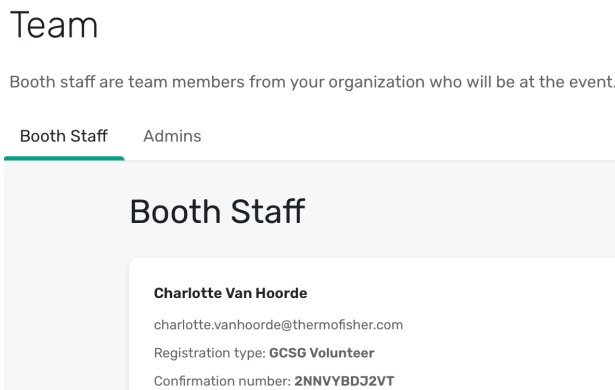 Team
Booth staff are team members from your organization who will be at the event.
Booth Staff
Admins
Booth Staff
Charlotte Van Hoorde
charlotte.vanhoorde@thermofisher.com
Registration type: GCSG Volunteer
Confirmation number: 2NNVYBDJ2VT